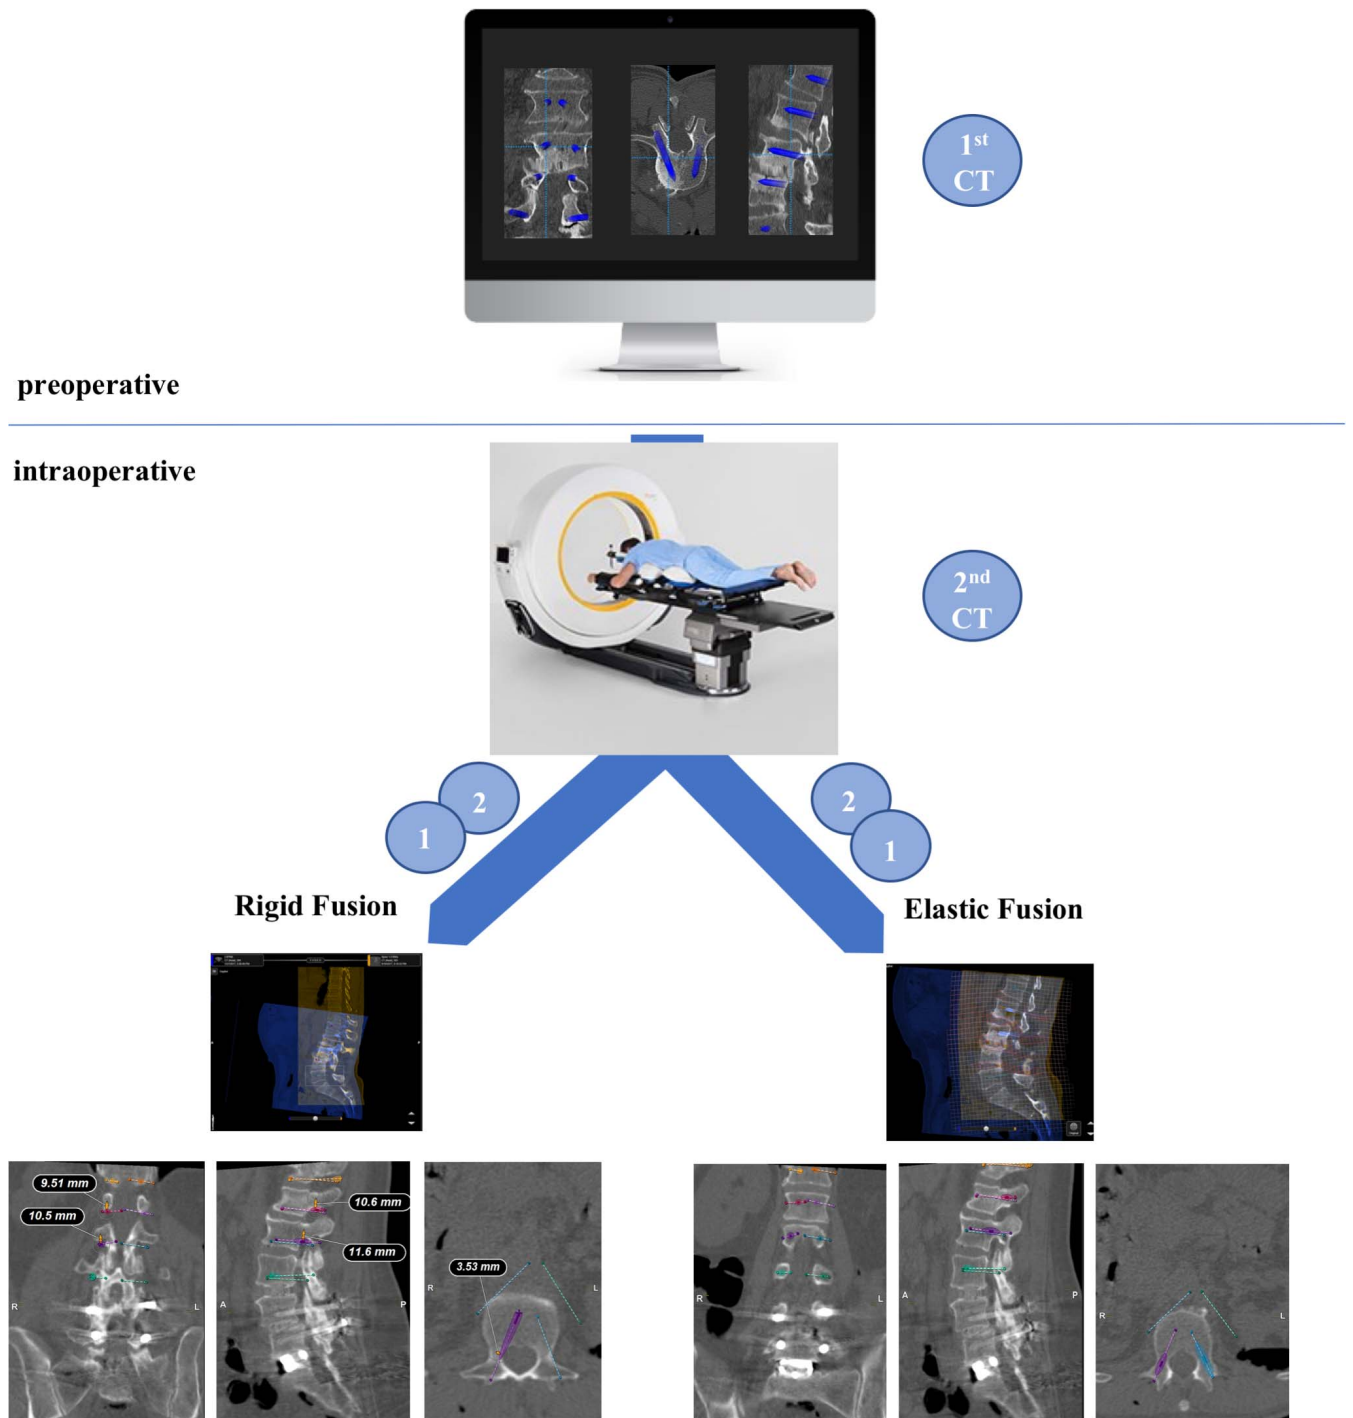 1st
CT
preoperative
intraoperative
2nd
CT
2
1
2
1
Rigid Fusion
Elastic Fusion
9.51 mm
10.5 mm
R
L
10.6 mm
11.6 mm
A
P
3.53 mm
R
L
R
L
A
P
R
L